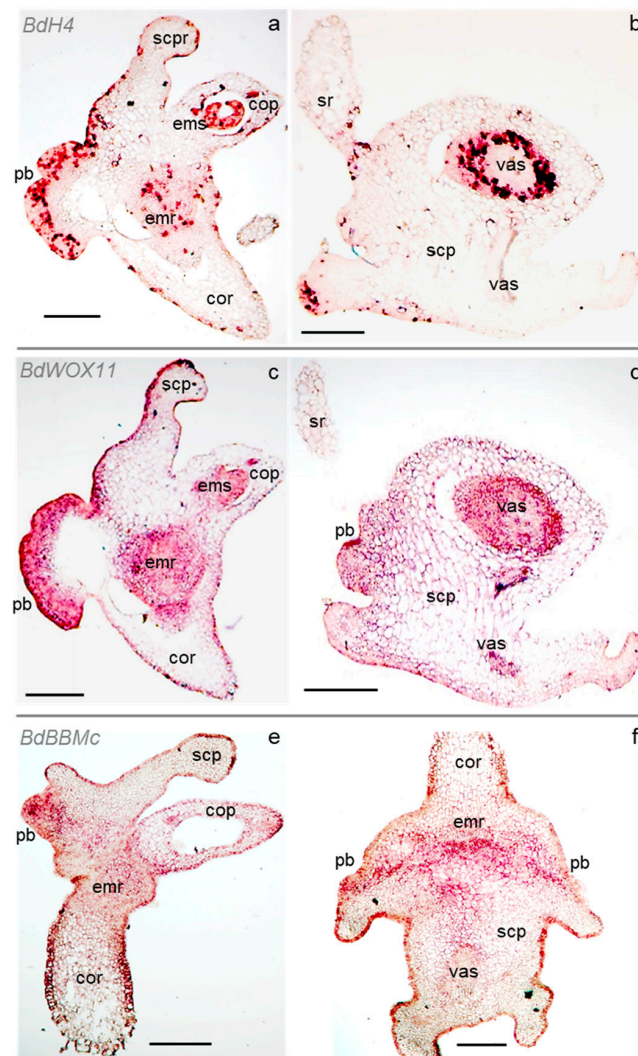 BdH4
a
scpr
cop
ems
pb
emr
cor
b
sr
vas
scp
vas
BdWOX11
c
scp
cop
ems
emr
pb
cor
d
sr
vas
pb
scp
vas
BdBBMc
e
scp
cop
pb
emr
cor
f
cor
emr
pb
pb
scp
vas